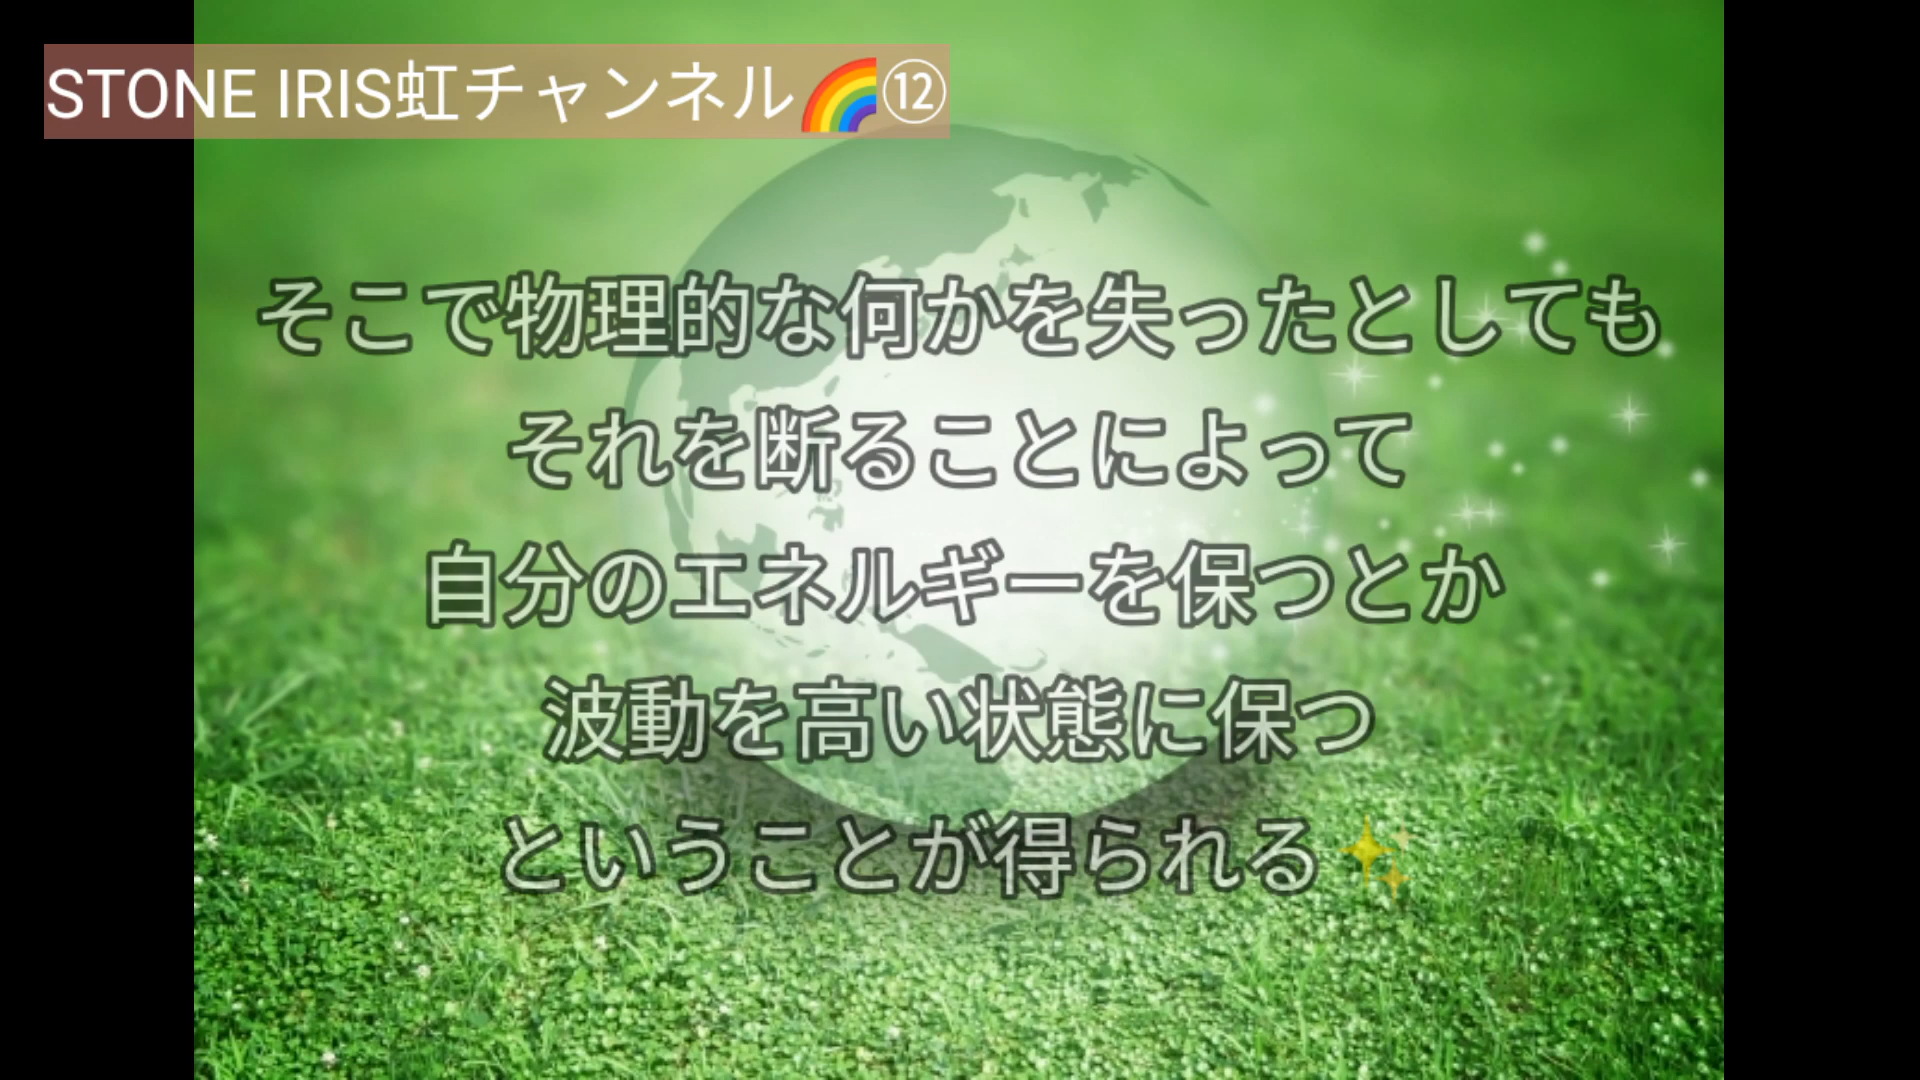 STONE IRIS虹チャンネル🌈⑫
そこで物理的な何かを失ったとしても
それを断ることによって
自分のエネルギーを保つとか
波動を高い状態に保つ
ということが得られる✨